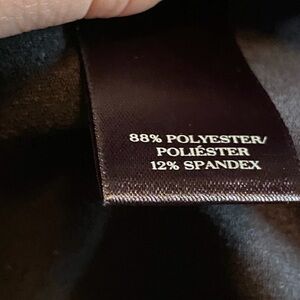 88% POLYESTER/
POLIÉSTER
12% SPANDEX